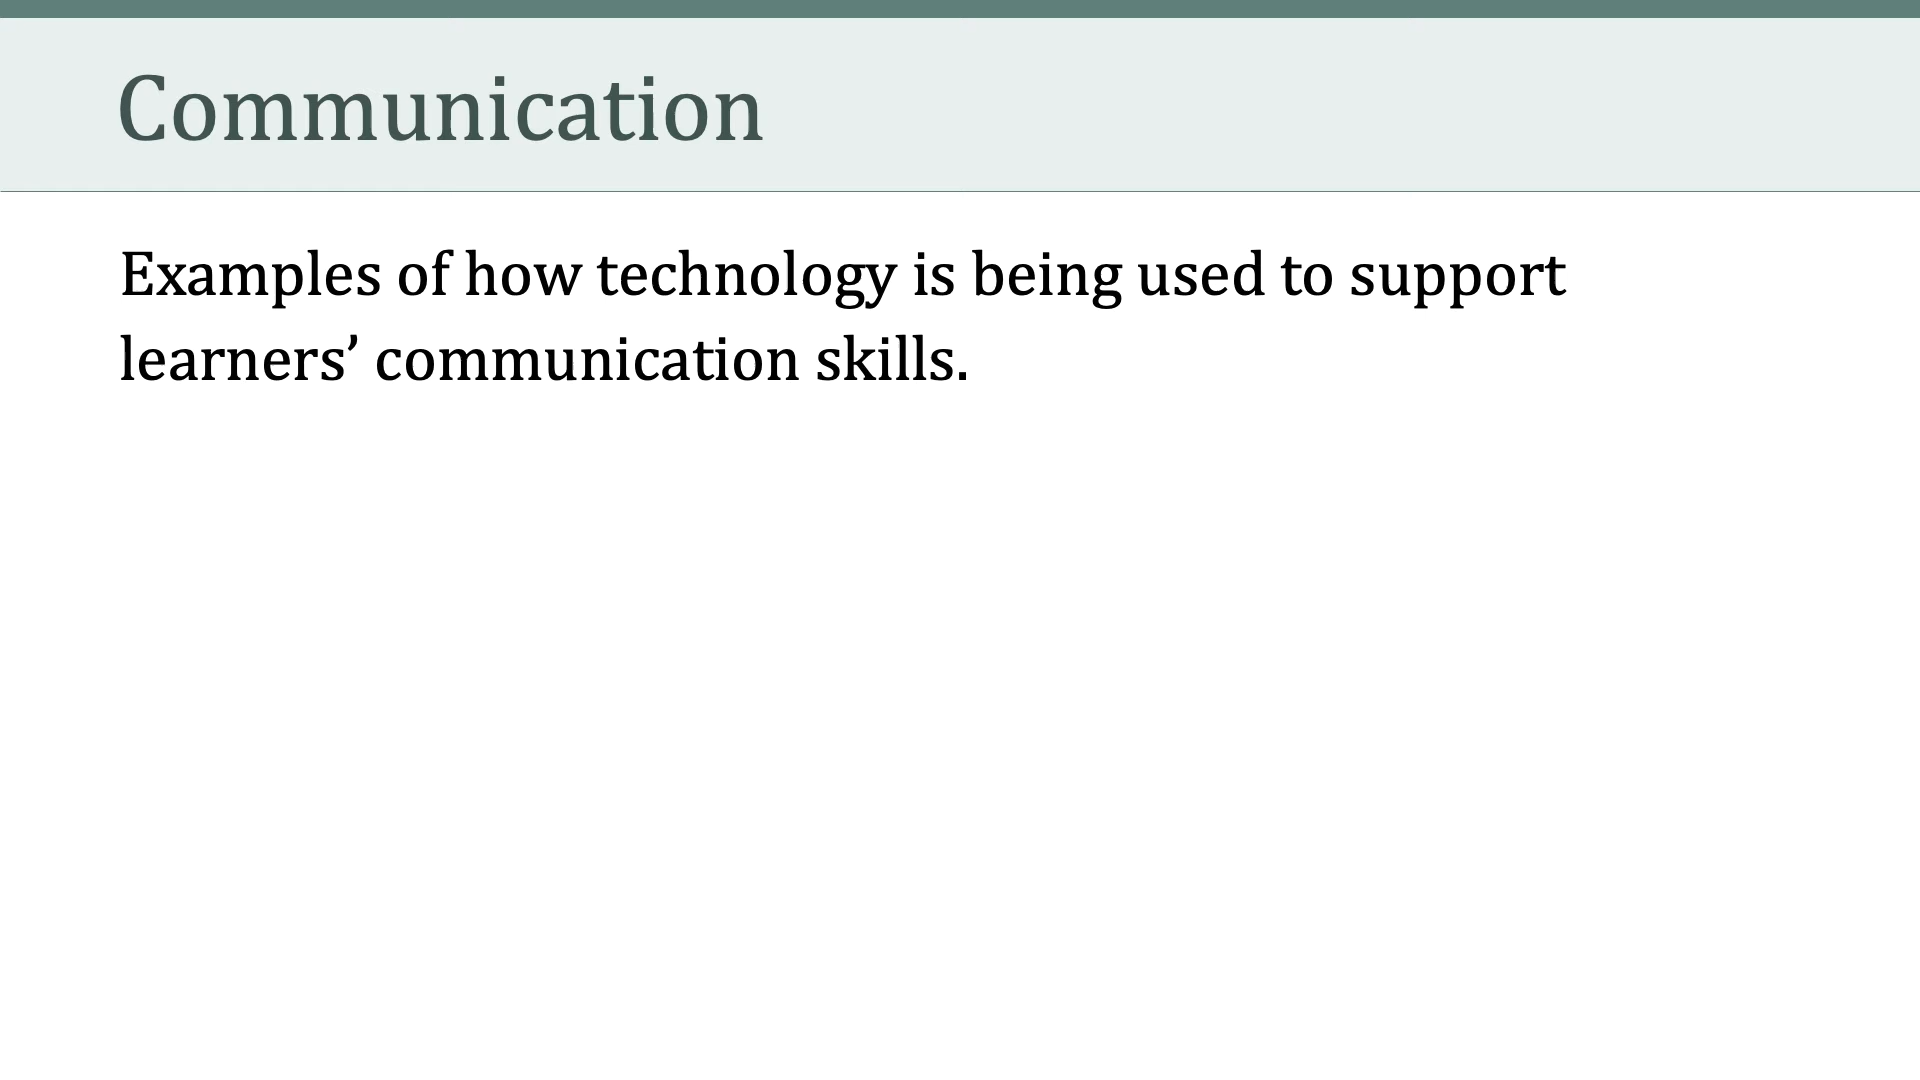 Communication
Examples of how technology is being used to support
learners’ communication skills.